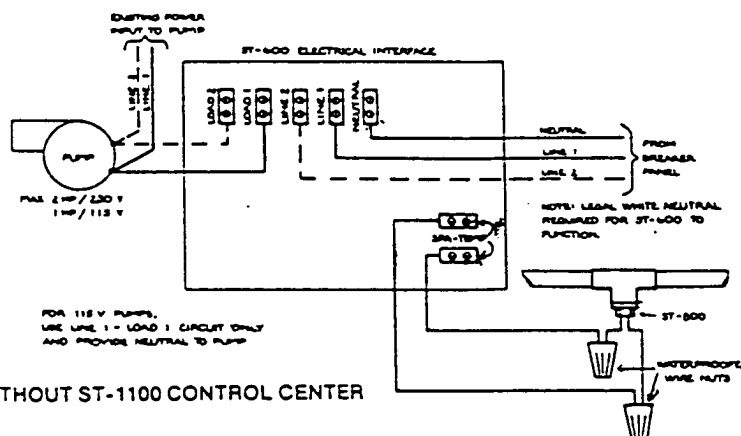 EXISTING POWER
INPUT TO PUMP
LINE 2
LINE 1
ST-600 ELECTRICAL INTERFACE
LOAD 2
LOAD 1
LINE 2
LINE 1
NEUTRAL
PUMP
MAX 2 HP/230 V
1 HP/115 V
NEUTRAL
LINE 1
LINE 2
FROM
BREAKER
PANEL
NOTE: LEGAL WHITE NEUTRAL
REQUIRED FOR ST-600 TO
FUNCTION.
SPA-TEMP
ST-800
FOR 115 V PUMPS,
USE LINE 1 - LOAD 1 CIRCUIT ONLY
AND PROVIDE NEUTRAL TO PUMP
WATERPROOFE
WIRE NUTS
THOUT ST-1100 CONTROL CENTER